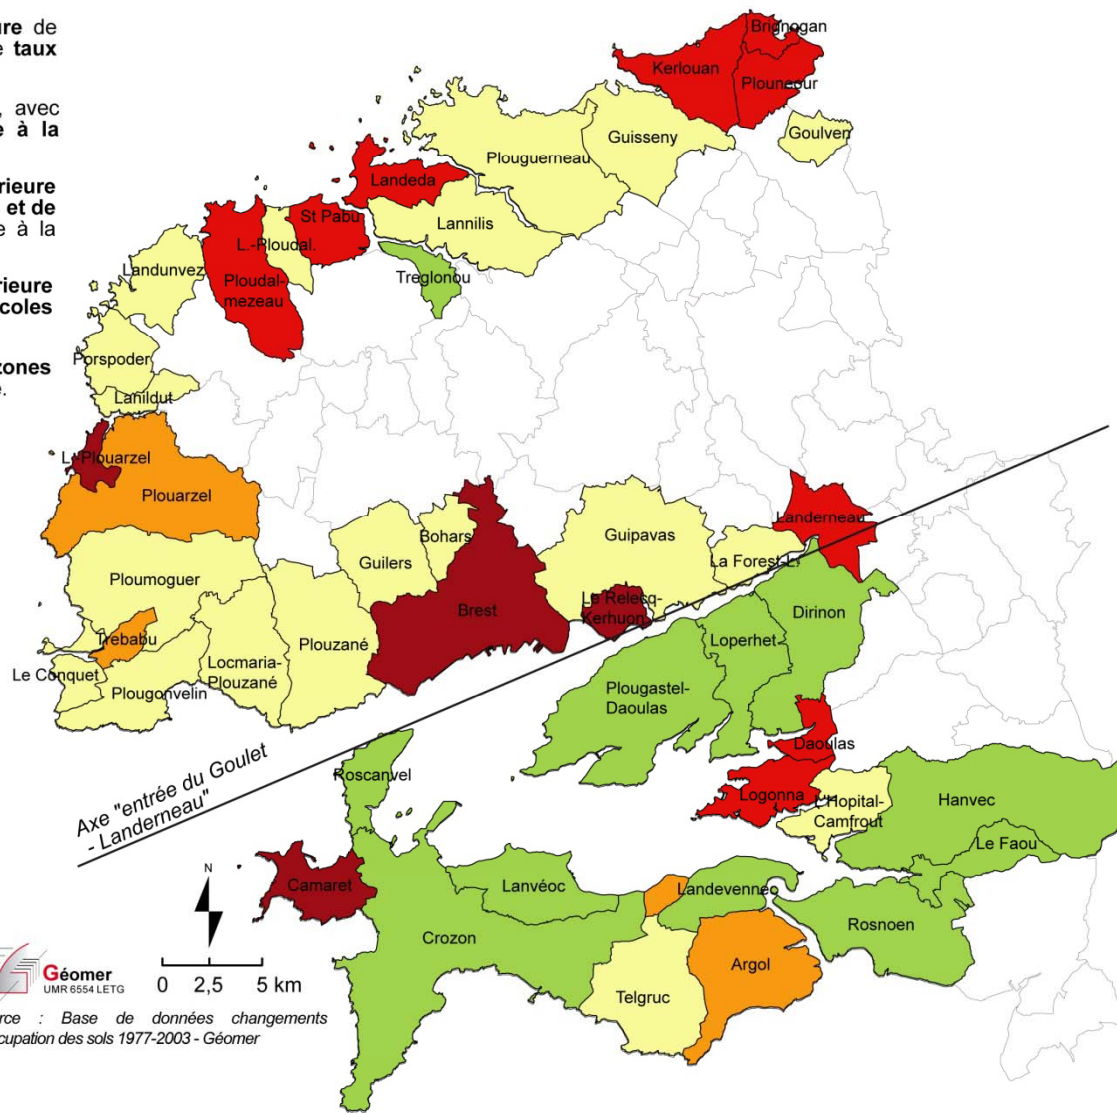 ure de
e taux
, avec
e à la
rieure
s et de
e à la
rieure
coles
zones
e.
Brignogan
Kerlouan
Plouneour
Goulven
Guisseny
Plouguerneau
Landeda
St Pabu
Lannilis
L.-Ploudal.
Landunvez
Treglonou
Ploudal-
mezeau
Porspoder
Lanildut
L.-Plouarzel
Plouarzel
Landerneau
Bohars
Guipavas
Guilers
La Forest-L.
Ploumoguer
Le Relecq-
Kerhuon
Brest
Dirinon
Trebabu
Plouzané
Loperhet
Locmaria-
Plouzané
Le Conquet
Plougonvelin
Plougastel-
Daoulas
Daoulas
Axe "entrée du Goulet
- Landerneau"
Roscanvel
Logonna
L'Hopital-
Camfrout
Hanvec
Le Faou
N
Camaret
Lanvéoc
Landevennec
Rosnoen
Crozon
Argol
Telgruc
Géomer
UMR 6554 LETG
0 2,5 5 km
rce : Base de données changements
cupation des sols 1977-2003 - Géomer